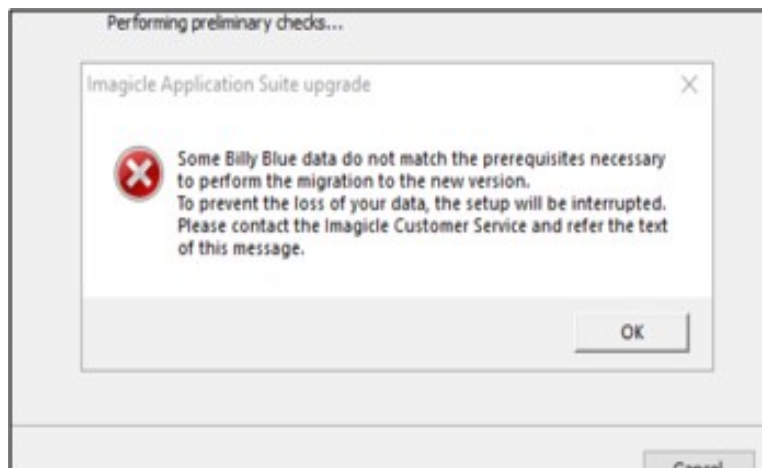 Performing preliminary checks...
Imagicle Application Suite upgrade
Some Billy Blue data do not match the prerequisites necessary
to perform the migration to the new version.
To prevent the loss of your data, the setup will be interrupted.
Please contact the Imagicle Customer Service and refer the text
of this message.
OK
Cancel